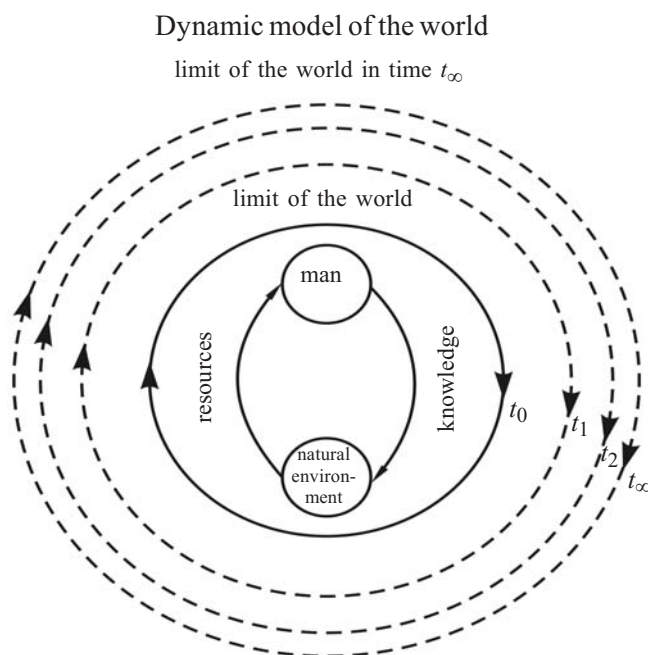 Dynamic model of the world
limit of the world in time t∞
limit of the world
man
resources
knowledge
t0
t1
t2
t∞
natural
environ-
ment